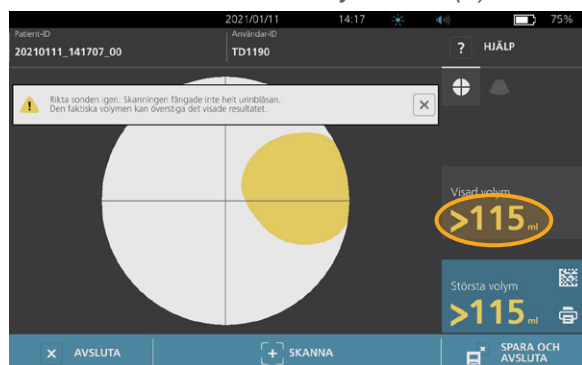 2021/01/11 14:17 75%
Patient-ID
20210111_141707_00
Användar-ID
TD1190
? HJÄLP
Rikta sonden igen. Skanningen fångade inte helt urinblåsan.
Den faktiska volymen kan överstiga det visade resultatet.
Visad volym
>115 ml
Största volym
>115 ml
AVSLUTA
SKANNA
SPARA OCH
AVSLUTA